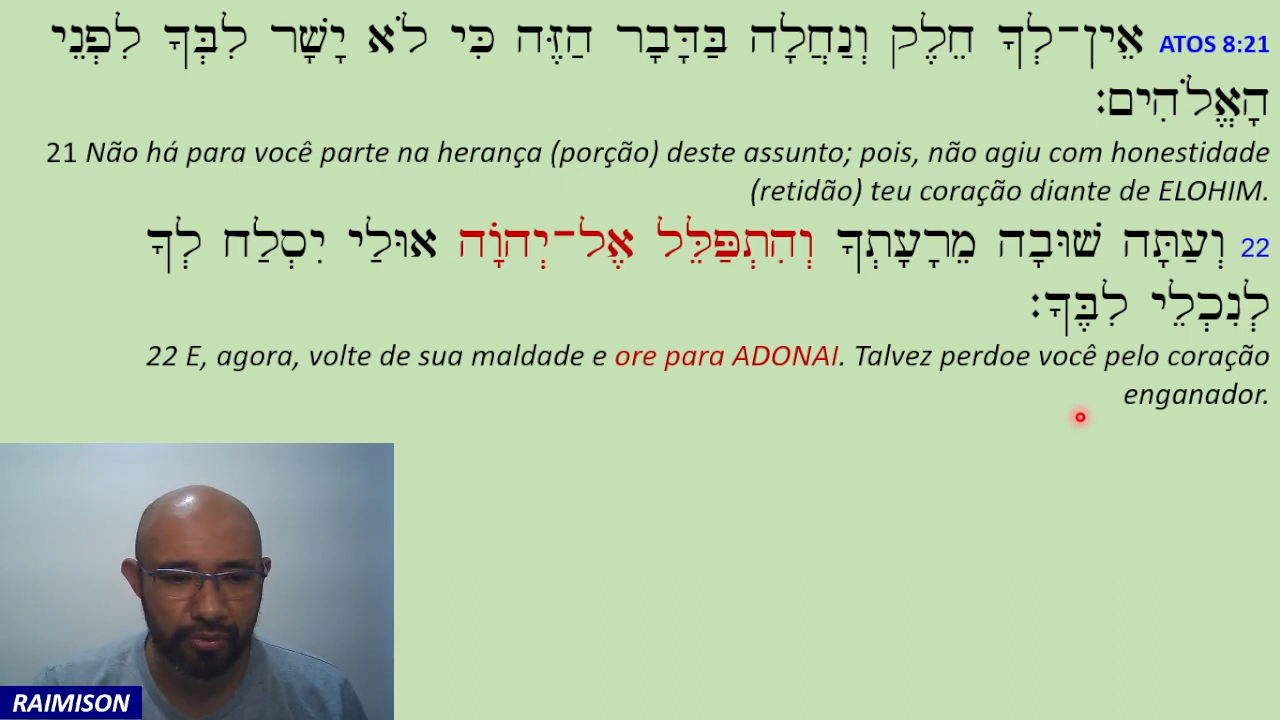 ATOS 8:21 אֵין־לְךָ חֵלֶק וְנַחֲלָה בַּדָּבָר הַזֶּה כִּי לֹא יָשָׁר לִבְּךָ לִפְנֵי
הָאֱלֹהִים׃
21 Não há para você parte na herança (porção) deste assunto; pois, não agiu com honestidade
(retidão) teu coração diante de ELOHIM.
22 וְעַתָּה שׁוּבָה מֵרָעָתְךָ וְהִתְפַּלֵּל אֶל־יְהוָֹה אוּלַי יִסְלַח לְךָ
לְנִכְלֵי לִבֶּךָ׃
22 E, agora, volte de sua maldade e ore para ADONAI. Talvez perdoe você pelo coração
enganador.
RAIMISON